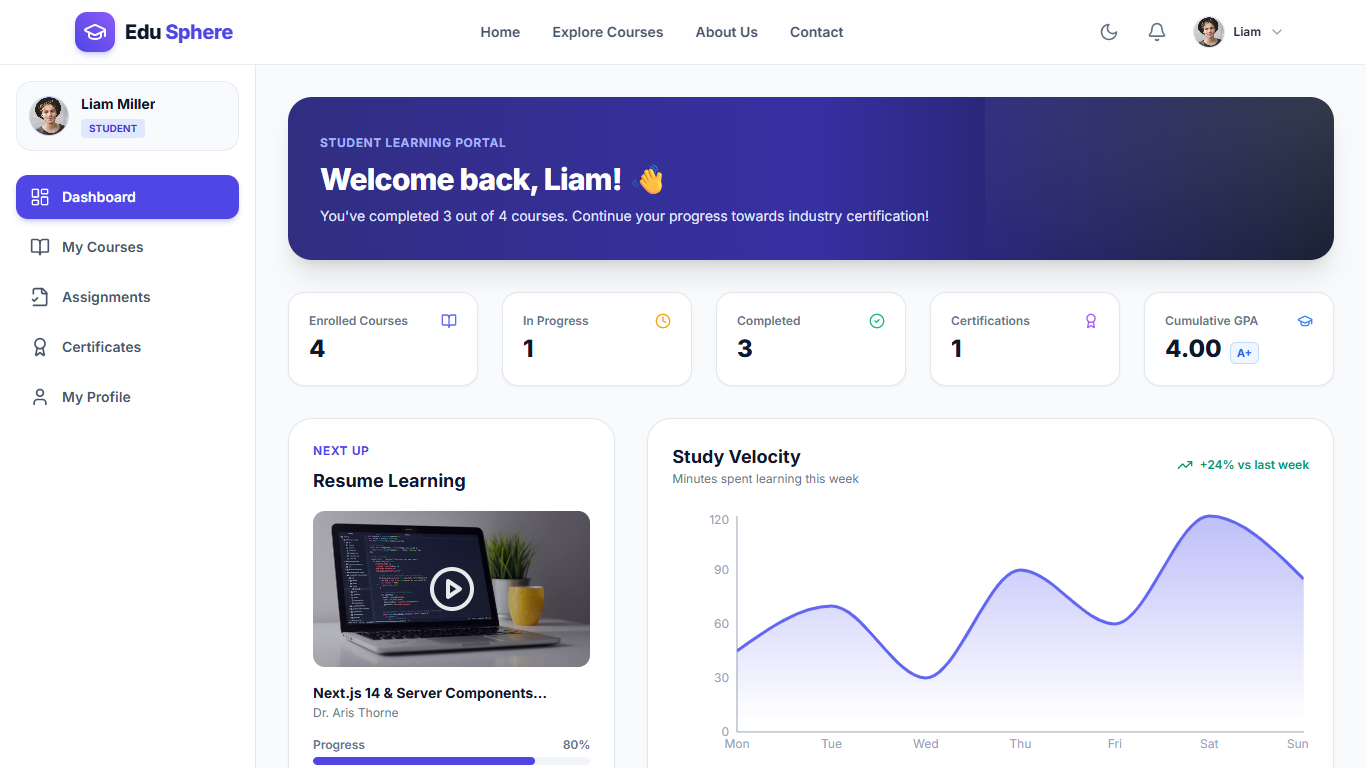 Edu Sphere
Home
Explore Courses
About Us
Contact
Liam
Liam Miller
STUDENT
Dashboard
My Courses
Assignments
Certificates
My Profile
STUDENT LEARNING PORTAL
Welcome back, Liam! 👋
You've completed 3 out of 4 courses. Continue your progress towards industry certification!
Enrolled Courses
4
In Progress
1
Completed
3
Certifications
1
Cumulative GPA
4.00 A+
NEXT UP
Resume Learning
Next.js 14 & Server Components...
Dr. Aris Thorne
Progress 80%
Study Velocity
Minutes spent learning this week
+24% vs last week
120
90
60
30
0
Mon Tue Wed Thu Fri Sat Sun